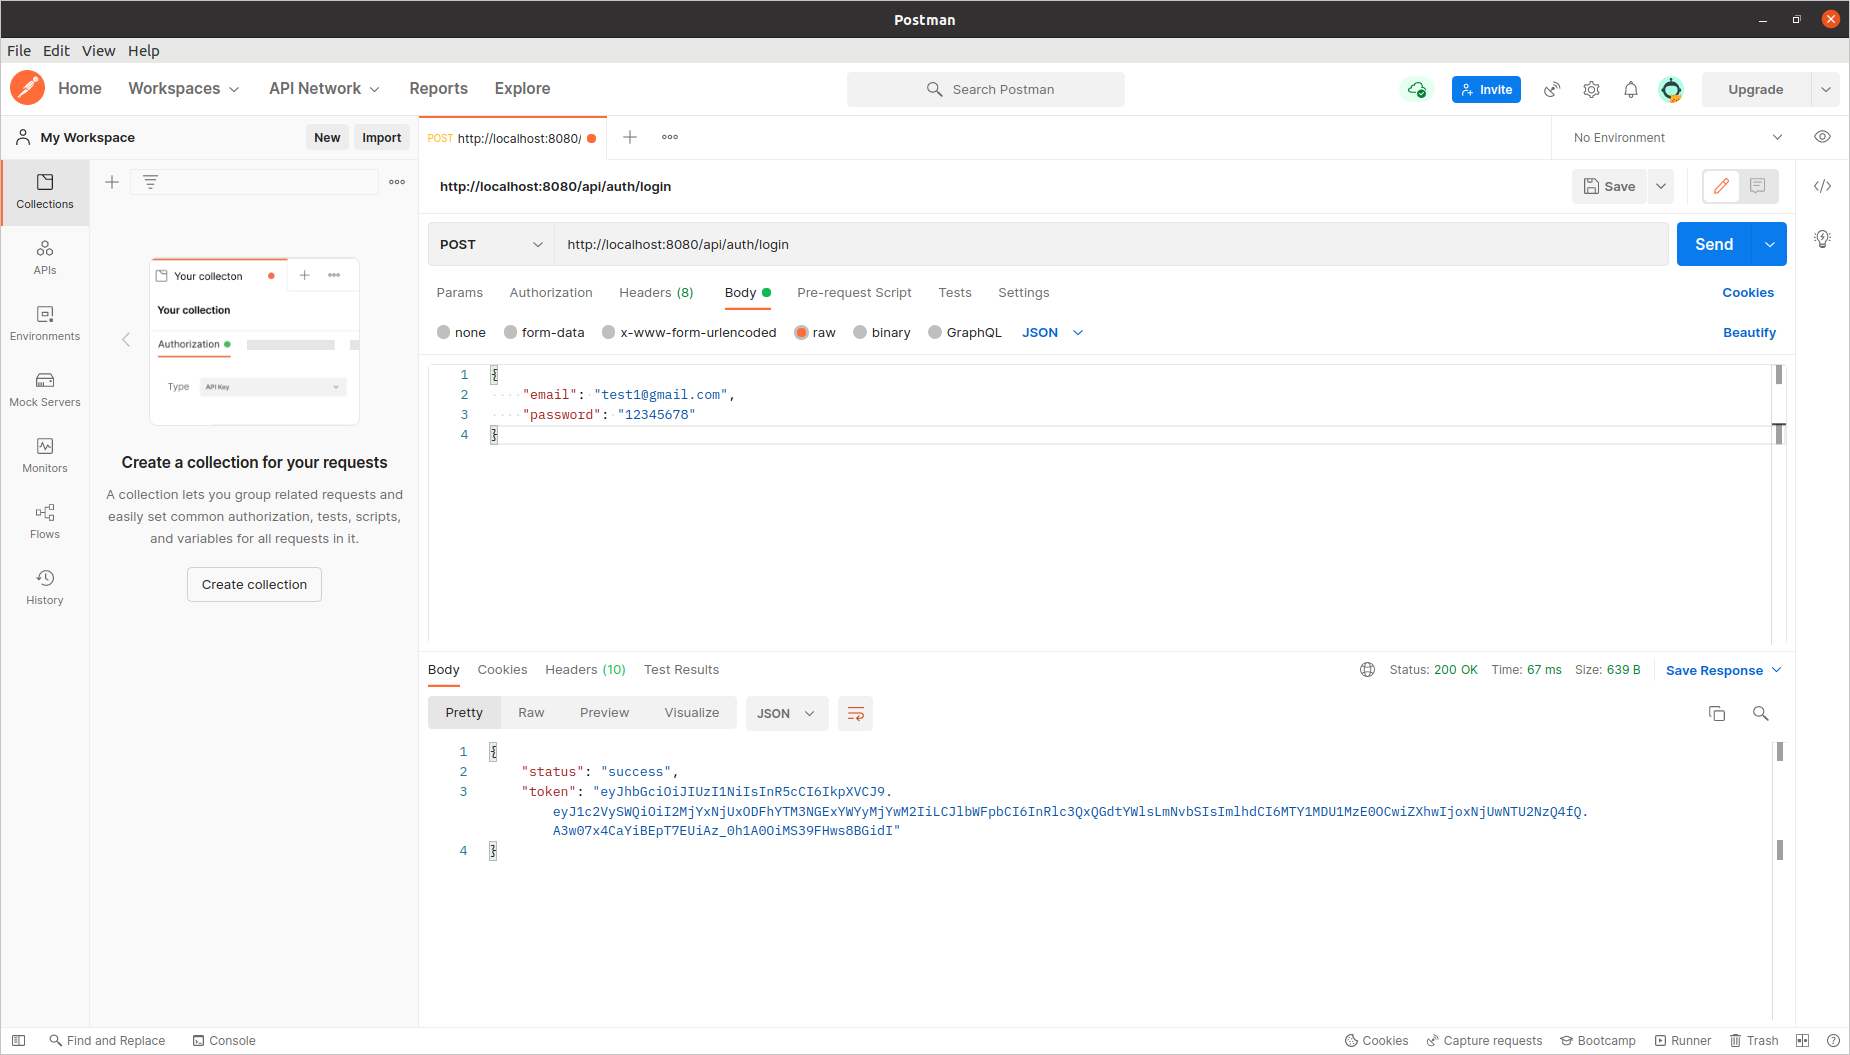 Postman
File Edit View Help
Home Workspaces API Network Reports Explore Search Postman Invite Upgrade
My Workspace New Import POST http://localhost:8080/ No Environment
Collections
APIs
Environments
Mock Servers
Monitors
Flows
History
Your collecton
Your collection
Authorization
Type API Key
Create a collection for your requests
A collection lets you group related requests and
easily set common authorization, tests, scripts,
and variables for all requests in it.
Create collection
http://localhost:8080/api/auth/login Save
POST http://localhost:8080/api/auth/login Send
Params Authorization Headers (8) Body Pre-request Script Tests Settings Cookies
none form-data x-www-form-urlencoded raw binary GraphQL JSON Beautify
1 {
2 "email": "test1@gmail.com",
3 "password": "12345678"
4 }
Body Cookies Headers (10) Test Results Status: 200 OK Time: 67 ms Size: 639 B Save Response
Pretty Raw Preview Visualize JSON
1 {
2 "status": "success",
3 "token": "eyJhbGciOiJIUzI1NiIsInR5cCI6IkpXVCJ9.
eyJ1c2VySWQiOiI2MjYxNjUxODFhYTM3NGExYWYyMjYwM2IiLCJlbWFpbCI6InRlc3QxQGdtYWlsLmNvbSIsImlhdCI6MTY1MDU1MzE0OCwiZXhwIjoxNjUwNTU2NzQ4fQ.
A3w07x4CaYiBEpT7EUiAz_0h1A0OiMS39FHws8BGidI"
4 }
Find and Replace Console Cookies Capture requests Bootcamp Runner Trash